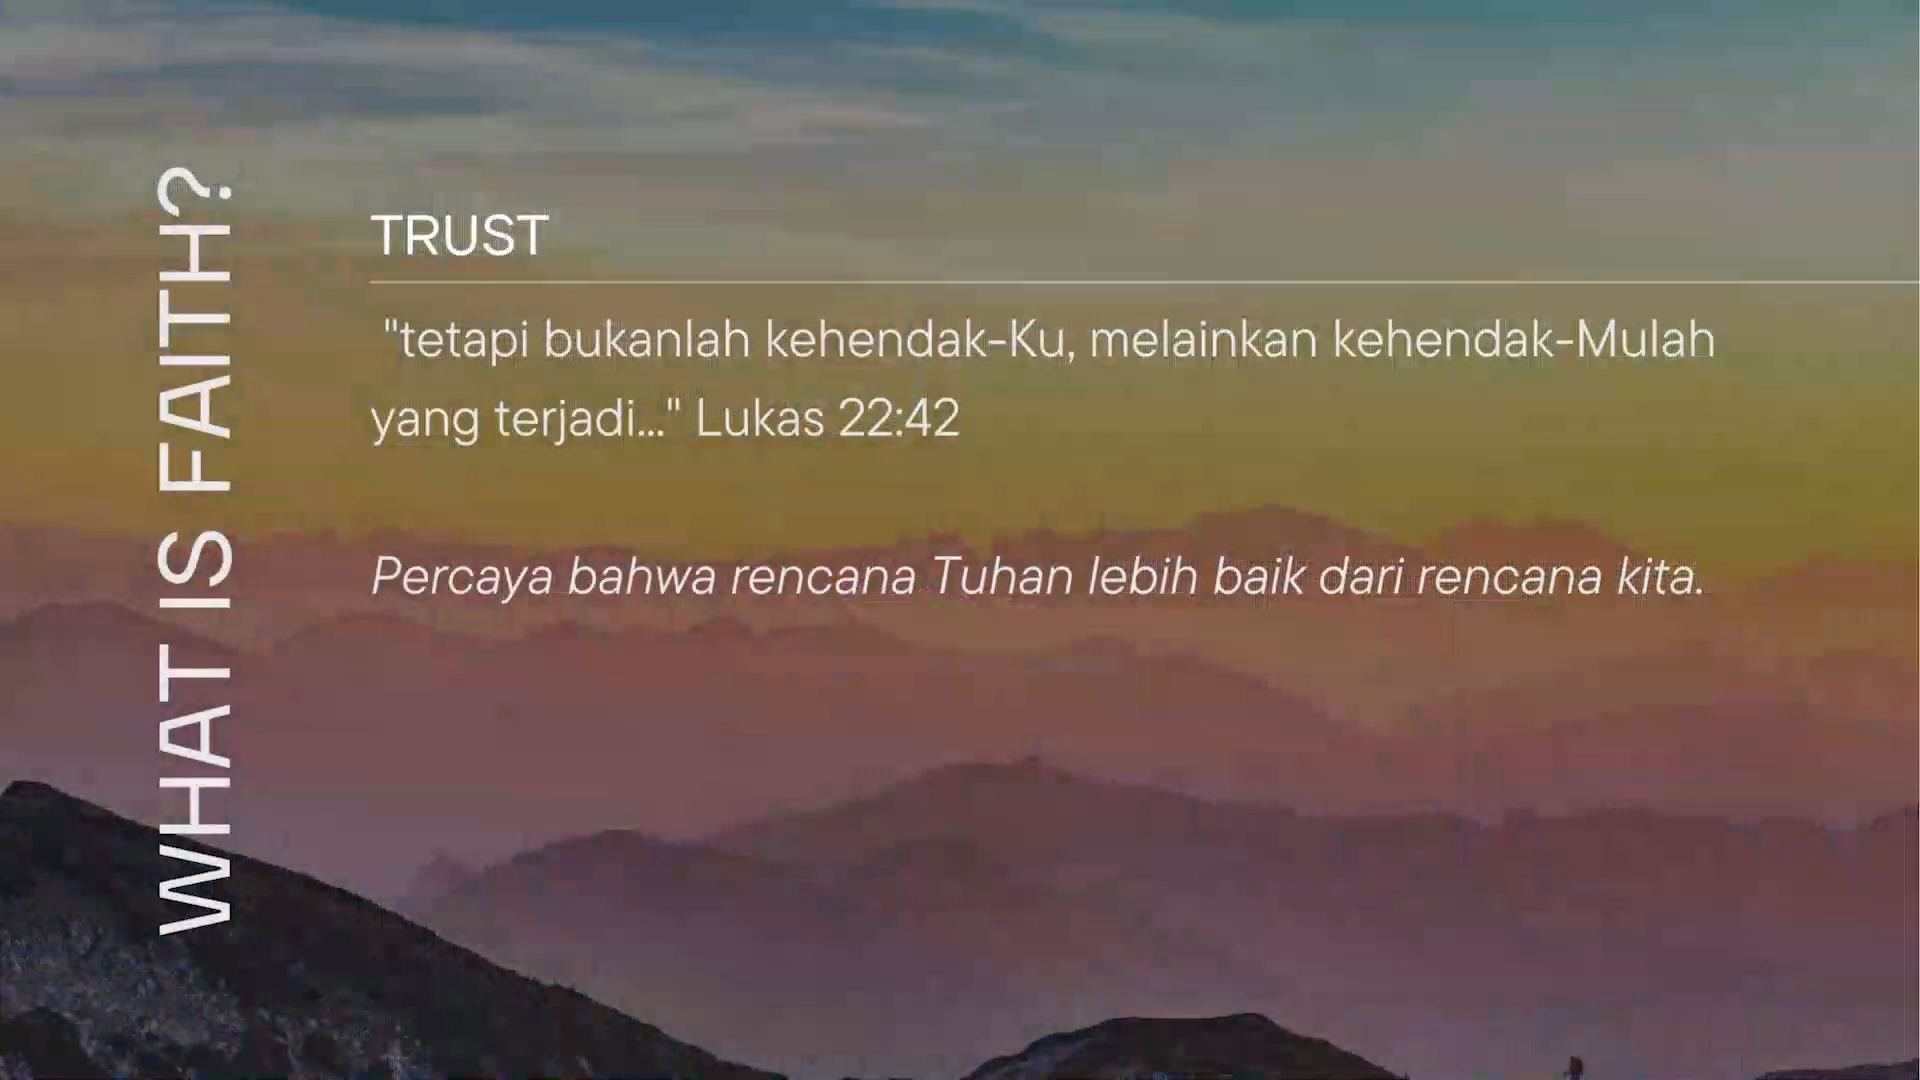 WHAT IS FAITH?
TRUST
"tetapi bukanlah kehendak-Ku, melainkan kehendak-Mulah
yang terjadi..." Lukas 22:42
Percaya bahwa rencana Tuhan lebih baik dari rencana kita.